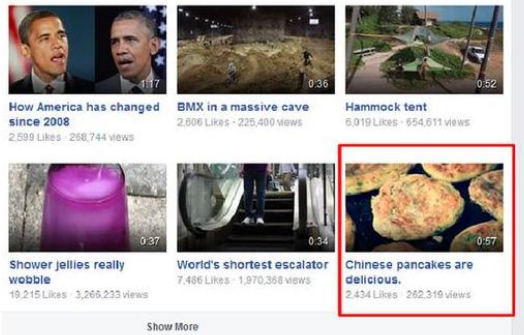 1:17
0:36
0:52
How America has changed
since 2008
2,599 Likes · 268,744 views
BMX in a massive cave
2,606 Likes · 225,400 views
Hammock tent
6,019 Likes · 654,611 views
0:37
0:34
0:57
Shower jellies really
wobble
19,215 Likes · 3,266,233 views
World's shortest escalator
7,486 Likes · 1,970,368 views
Chinese pancakes are
delicious.
2,434 Likes · 262,319 views
Show More